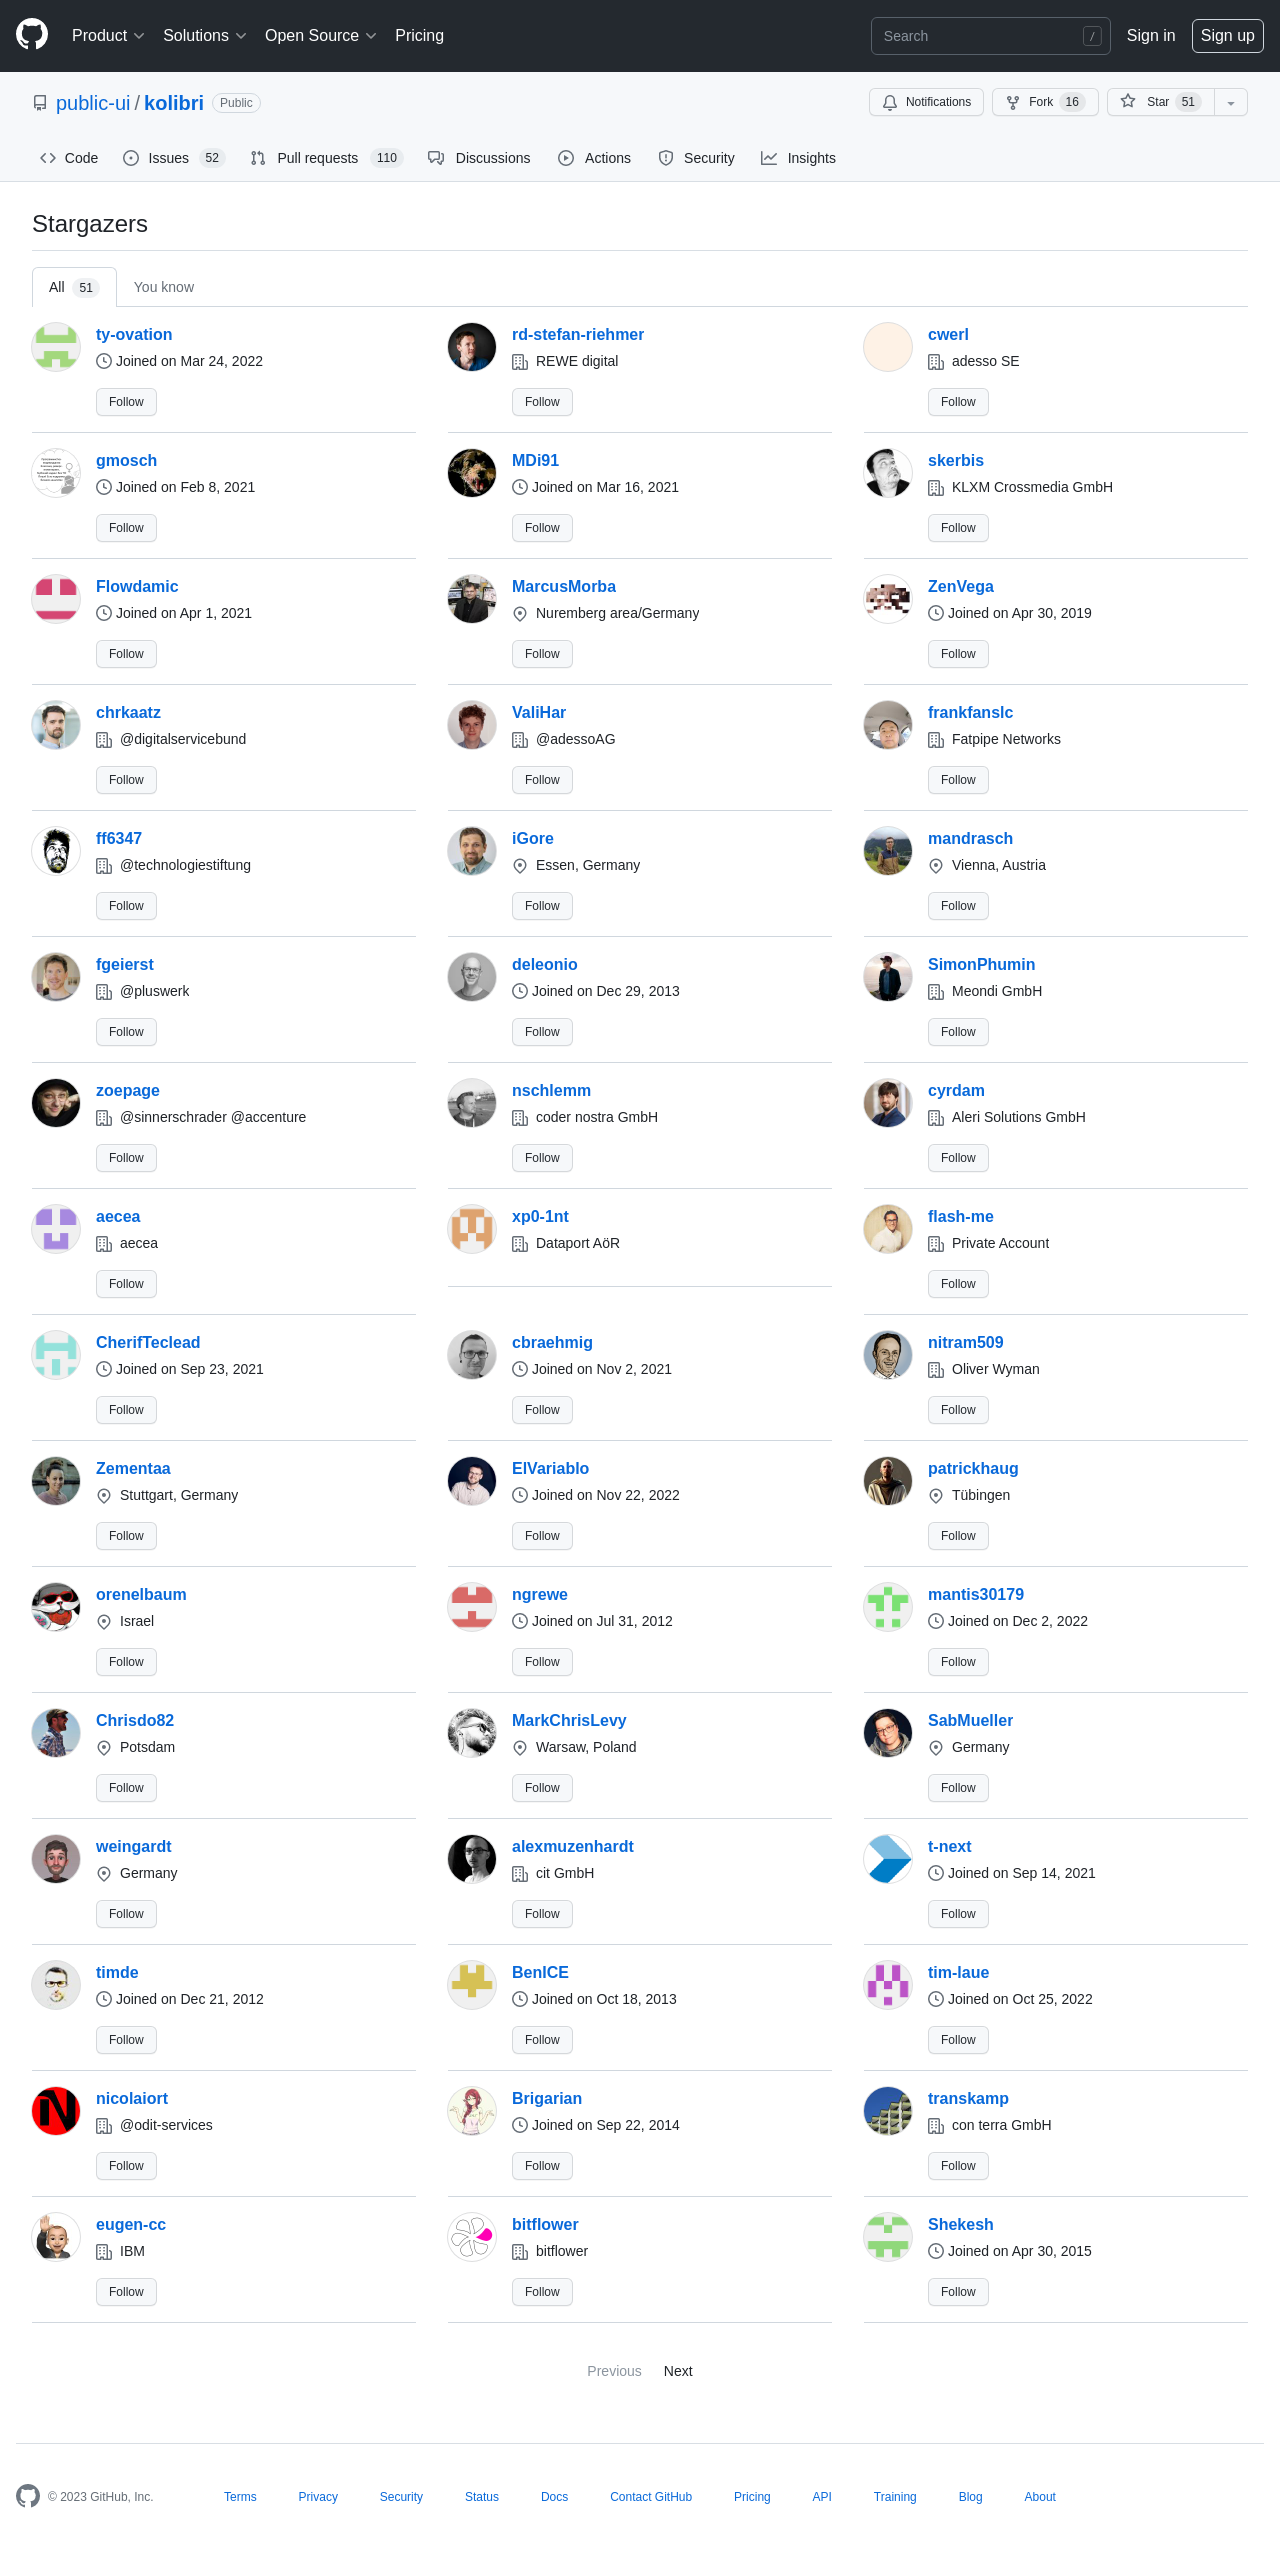 Product Solutions Open Source Pricing Search / Sign in Sign up
public-ui / kolibri Public Notifications Fork 16 Star 51
Code Issues 52 Pull requests 110 Discussions Actions Security Insights
Stargazers
All 51 You know
ty-ovation rd-stefan-riehmer cwerl
Joined on Mar 24, 2022 REWE digital adesso SE
Follow Follow Follow
gmosch MDi91 skerbis
Joined on Feb 8, 2021 Joined on Mar 16, 2021 KLXM Crossmedia GmbH
Follow Follow Follow
Flowdamic MarcusMorba ZenVega
Joined on Apr 1, 2021 Nuremberg area/Germany Joined on Apr 30, 2019
Follow Follow Follow
chrkaatz ValiHar frankfanslc
@digitalservicebund @adessoAG Fatpipe Networks
Follow Follow Follow
ff6347 iGore mandrasch
@technologiestiftung Essen, Germany Vienna, Austria
Follow Follow Follow
fgeierst deleonio SimonPhumin
@pluswerk Joined on Dec 29, 2013 Meondi GmbH
Follow Follow Follow
zoepage nschlemm cyrdam
@sinnerschrader @accenture coder nostra GmbH Aleri Solutions GmbH
Follow Follow Follow
aecea xp0-1nt flash-me
aecea Dataport AöR Private Account
Follow Follow
CherifTeclead cbraehmig nitram509
Joined on Sep 23, 2021 Joined on Nov 2, 2021 Oliver Wyman
Follow Follow Follow
Zementaa ElVariablo patrickhaug
Stuttgart, Germany Joined on Nov 22, 2022 Tübingen
Follow Follow Follow
orenelbaum ngrewe mantis30179
Israel Joined on Jul 31, 2012 Joined on Dec 2, 2022
Follow Follow Follow
Chrisdo82 MarkChrisLevy SabMueller
Potsdam Warsaw, Poland Germany
Follow Follow Follow
weingardt alexmuzenhardt t-next
Germany cit GmbH Joined on Sep 14, 2021
Follow Follow Follow
timde BenICE tim-laue
Joined on Dec 21, 2012 Joined on Oct 18, 2013 Joined on Oct 25, 2022
Follow Follow Follow
nicolaiort Brigarian transkamp
@odit-services Joined on Sep 22, 2014 con terra GmbH
Follow Follow Follow
eugen-cc bitflower Shekesh
IBM bitflower Joined on Apr 30, 2015
Follow Follow Follow
Previous Next
© 2023 GitHub, Inc. Terms Privacy Security Status Docs Contact GitHub Pricing API Training Blog About